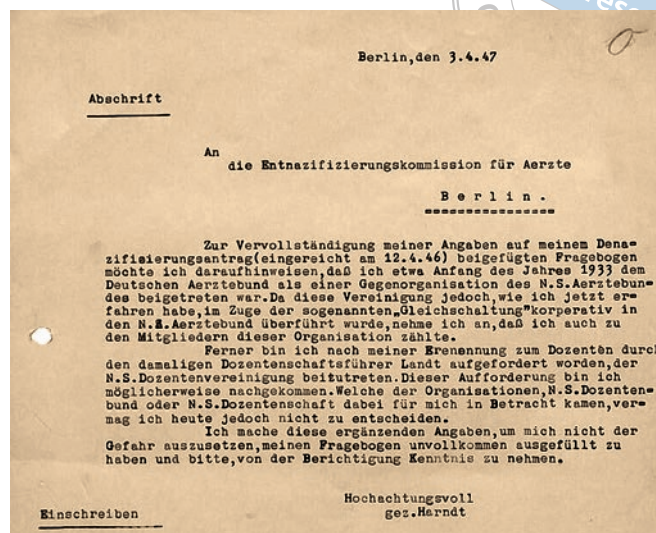 Berlin,den 3.4.47
Abschrift
An
die Entnazifizierungskommission für Aerzte
B e r l i n .
Zur Vervollständigung meiner Angaben auf meinem Dena=
zifizierungsantrag(eingereicht am 12.4.46) beigefügten Fragebogen
möchte ich daraufhinweisen,daß ich etwa Anfang des Jahres 1933 dem
Deutschen Aerztebund als einer Gegenorganisation des N.S.Aerztebun=
des beigetreten war.Da diese Vereinigung jedoch,wie ich jetzt er=
fahren habe,im Zuge der sogenannten„Gleichschaltung"korperativ in
den N.S.Aerztebund überführt wurde,nehme ich an,daß ich auch zu
den Mitgliedern dieser Organisation zählte.
Ferner bin ich nach meiner Erenennung zum Dozenten durch
den damaligen Dozentenschaftsführer Landt aufgefordert worden,der
N.S.Dozentenvereinigung beitutreten.Dieser Aufforderung bin ich
möglicherweise nachgekommen.Welche der Organisationen,N.S.Dozenten=
bund oder N.S.Dozentenschaft dabei für mich in Betracht kamen,ver=
mag ich heute jedoch nicht zu entscheiden.
Ich mache diese ergänzenden Angaben,um mich nicht der
Gefahr auszusetzen,meinen Fragebogen unvollkommen ausgefüllt zu
haben und bitte,von der Berichtigung Kenntnis zu nehmen.
Hochachtungsvoll
gez.Harndt
Einschreiben